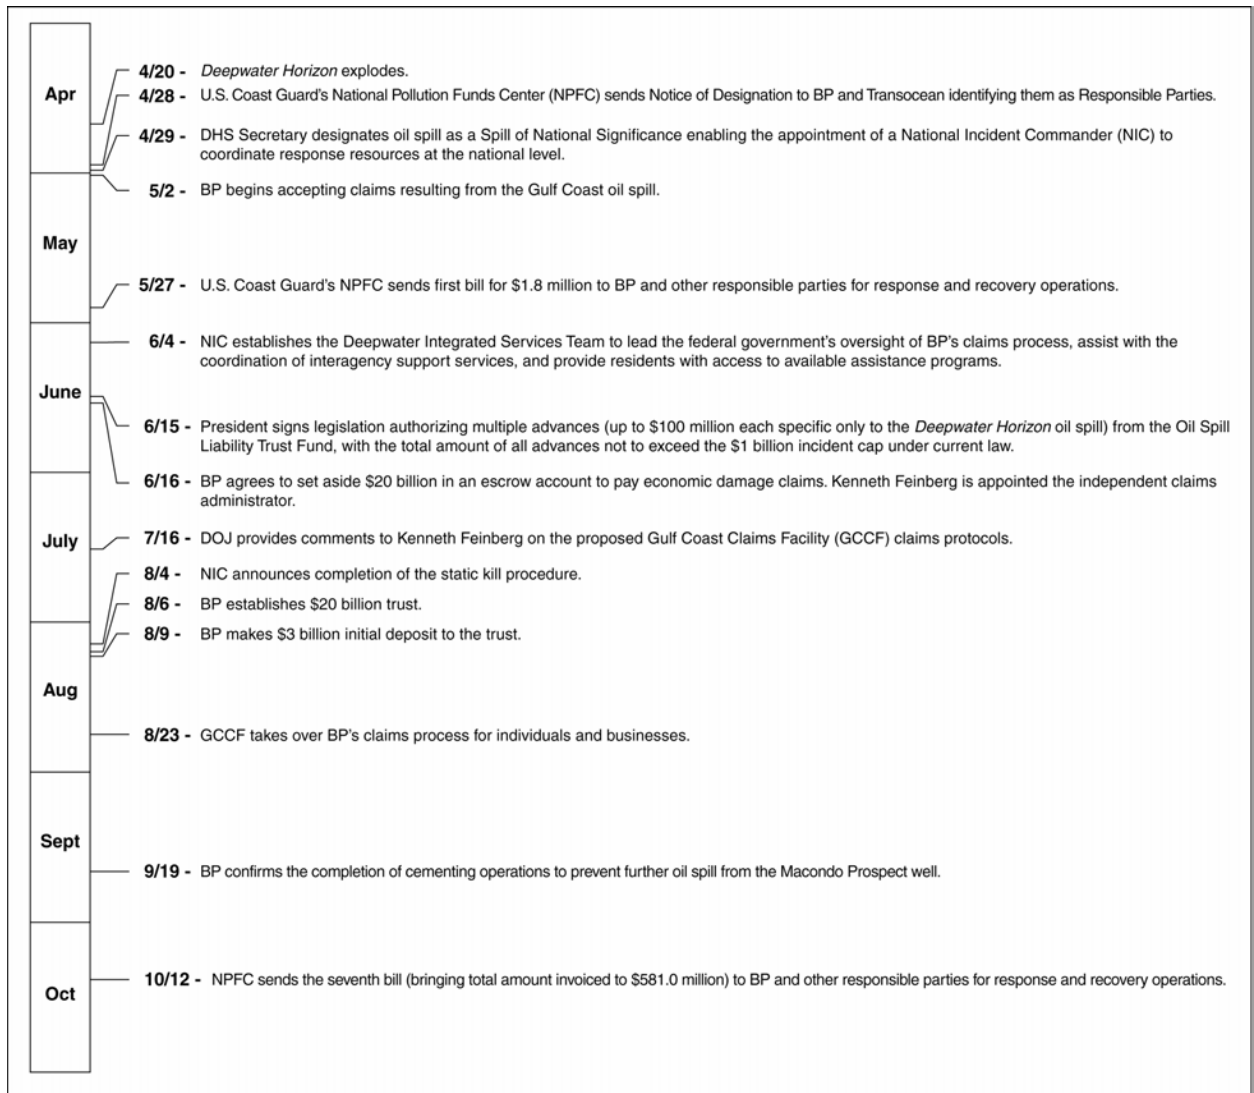 Apr
4/20 - Deepwater Horizon explodes.
4/28 - U.S. Coast Guard's National Pollution Funds Center (NPFC) sends Notice of Designation to BP and Transocean identifying them as Responsible Parties.
4/29 - DHS Secretary designates oil spill as a Spill of National Significance enabling the appointment of a National Incident Commander (NIC) to
coordinate response resources at the national level.
May
5/2 - BP begins accepting claims resulting from the Gulf Coast oil spill.
5/27 - U.S. Coast Guard's NPFC sends first bill for $1.8 million to BP and other responsible parties for response and recovery operations.
June
6/4 - NIC establishes the Deepwater Integrated Services Team to lead the federal government's oversight of BP's claims process, assist with the
coordination of interagency support services, and provide residents with access to available assistance programs.
6/15 - President signs legislation authorizing multiple advances (up to $100 million each specific only to the Deepwater Horizon oil spill) from the Oil Spill
Liability Trust Fund, with the total amount of all advances not to exceed the $1 billion incident cap under current law.
6/16 - BP agrees to set aside $20 billion in an escrow account to pay economic damage claims. Kenneth Feinberg is appointed the independent claims
administrator.
July
7/16 - DOJ provides comments to Kenneth Feinberg on the proposed Gulf Coast Claims Facility (GCCF) claims protocols.
8/4 - NIC announces completion of the static kill procedure.
8/6 - BP establishes $20 billion trust.
8/9 - BP makes $3 billion initial deposit to the trust.
Aug
8/23 - GCCF takes over BP's claims process for individuals and businesses.
Sept
9/19 - BP confirms the completion of cementing operations to prevent further oil spill from the Macondo Prospect well.
Oct
10/12 - NPFC sends the seventh bill (bringing total amount invoiced to $581.0 million) to BP and other responsible parties for response and recovery operations.